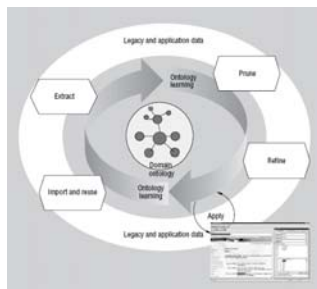 Legacy and application data
Extract
Ontology
learning
Prune
Domain
ontology
Import and reuse
Ontology
learning
Refine
Apply
Legacy and application data